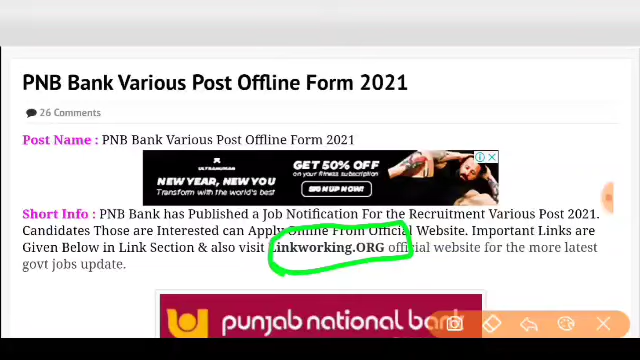 PNB Bank Various Post Offline Form 2021
26 Comments
Post Name : PNB Bank Various Post Offline Form 2021
ULTRAHUMAN
NEW YEAR, NEW YOU
Transform with the world's best
GET 50% OFF
on your fitness subscription
SIGN UP NOW!
Short Info : PNB Bank has Published a Job Notification For the Recruitment Various Post 2021.
Candidates Those are Interested can Apply Online From Official Website. Important Links are
Given Below in Link Section & also visit Linkworking.ORG official website for the more latest
govt jobs update.
punjab national bank